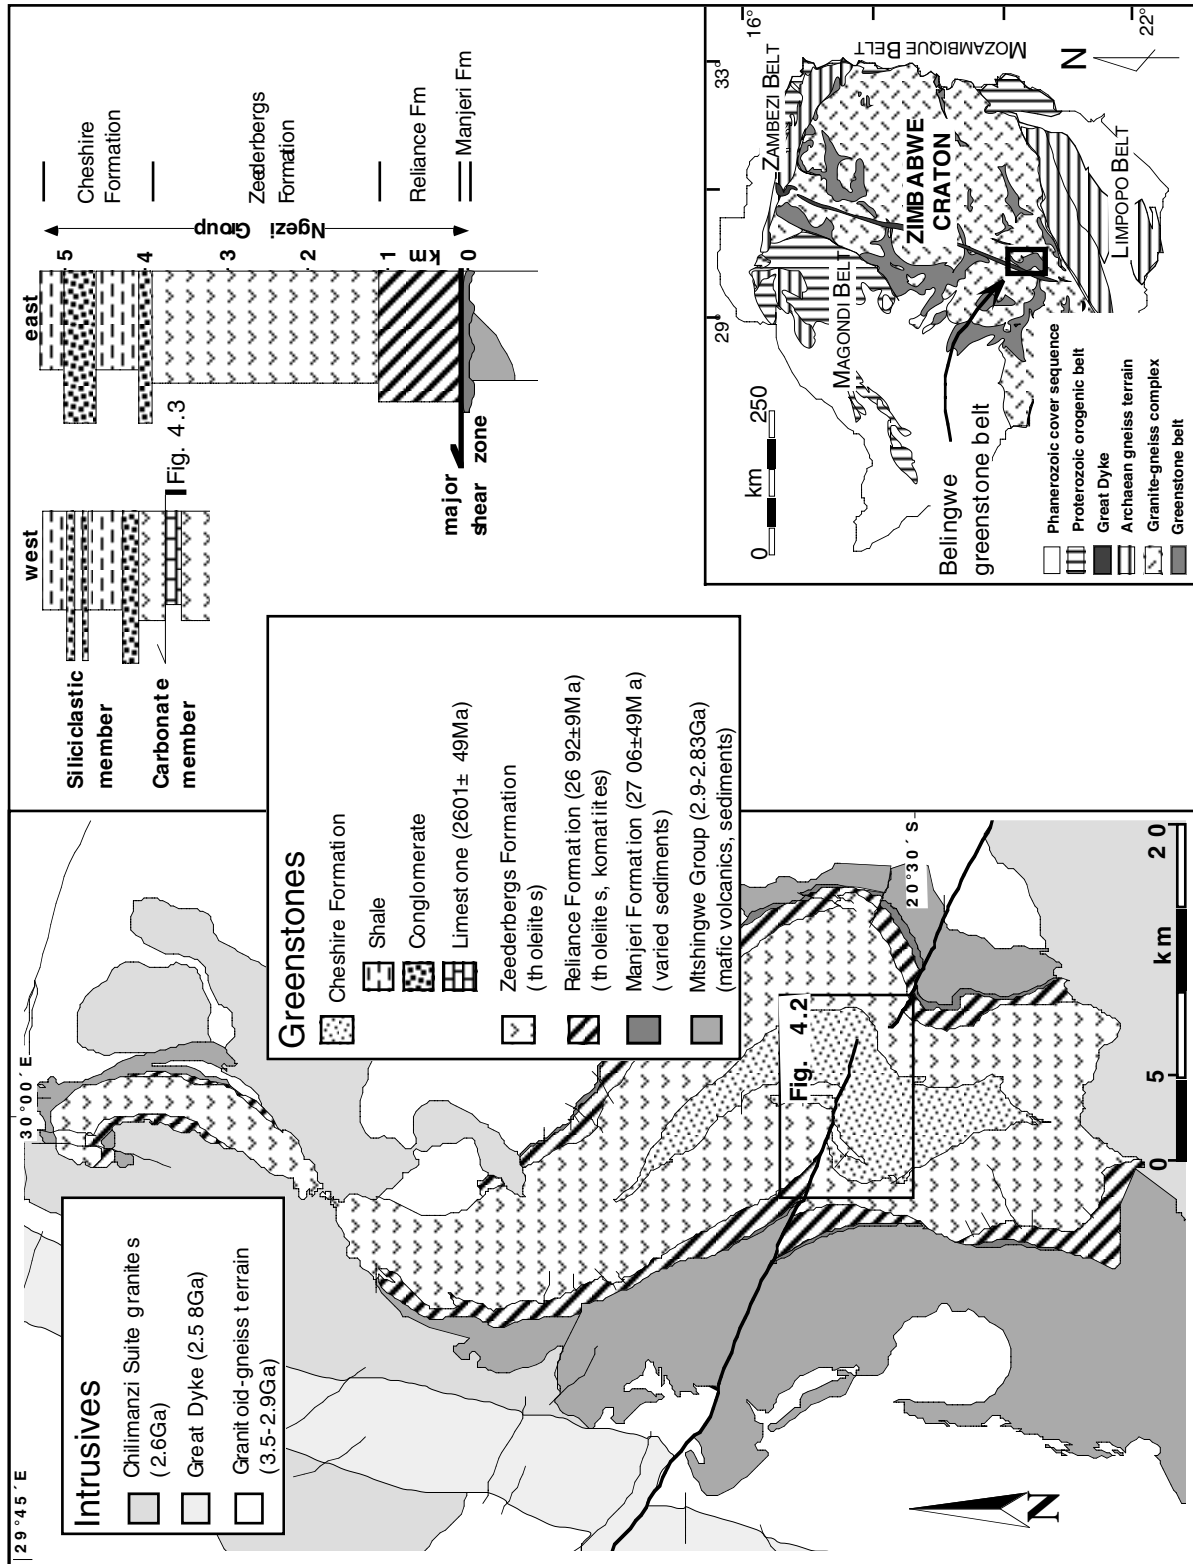 29°45´E
30°00´E
20°30´S
Intrusives
Chilimanzi Suite granites
(2.6Ga)
Great Dyke (2.5 8Ga)
Granitoid-gneiss terrain
(3.5-2.9Ga)
Greenstones
Cheshire Formation
Shale
Conglomerate
Limestone (2601± 49Ma)
Zeederbergs Formation
(tholeiites)
Reliance Formation (26 92±9Ma)
(tholeiites, komatiites)
Manjeri Formation (27 06±49Ma)
(varied sediments)
Mtshingwe Group (2.9-2.83Ga)
(mafic volcanics, sediments)
Fig. 4.2
0
5
km
20
N
west
east
Siliciclastic
member
Carbonate
member
Fig. 4.3
major
shear zone
5
4
3
2
1
km
0
Ngezi Group
Cheshire
Formation
Zeederbergs
Formation
Reliance Fm
Manjeri Fm
0 km 250
29°
33°
16°
22°
MAGONDI BELT
ZAMBEZI BELT
MOZAMBIQUE BELT
ZIMBABWE
CRATON
LIMPOPO BELT
N
Belingwe
greenstone belt
Phanerozoic cover sequence
Proterozoic orogenic belt
Great Dyke
Archaean gneiss terrain
Granite-gneiss complex
Greenstone belt